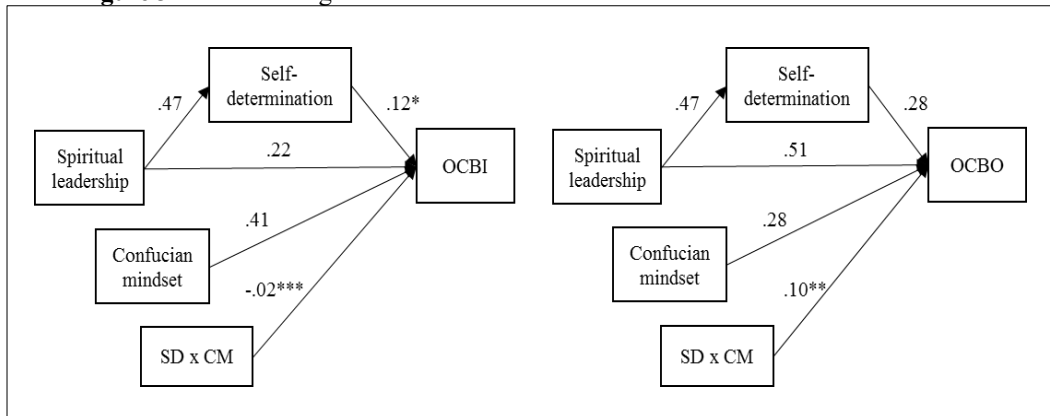 Self-
determination
.47
.12*
Spiritual
leadership
.22
OCBI
.41
Confucian
mindset
-.02***
SD x CM
Self-
determination
.47
.28
Spiritual
leadership
.51
OCBO
.28
Confucian
mindset
.10**
SD x CM